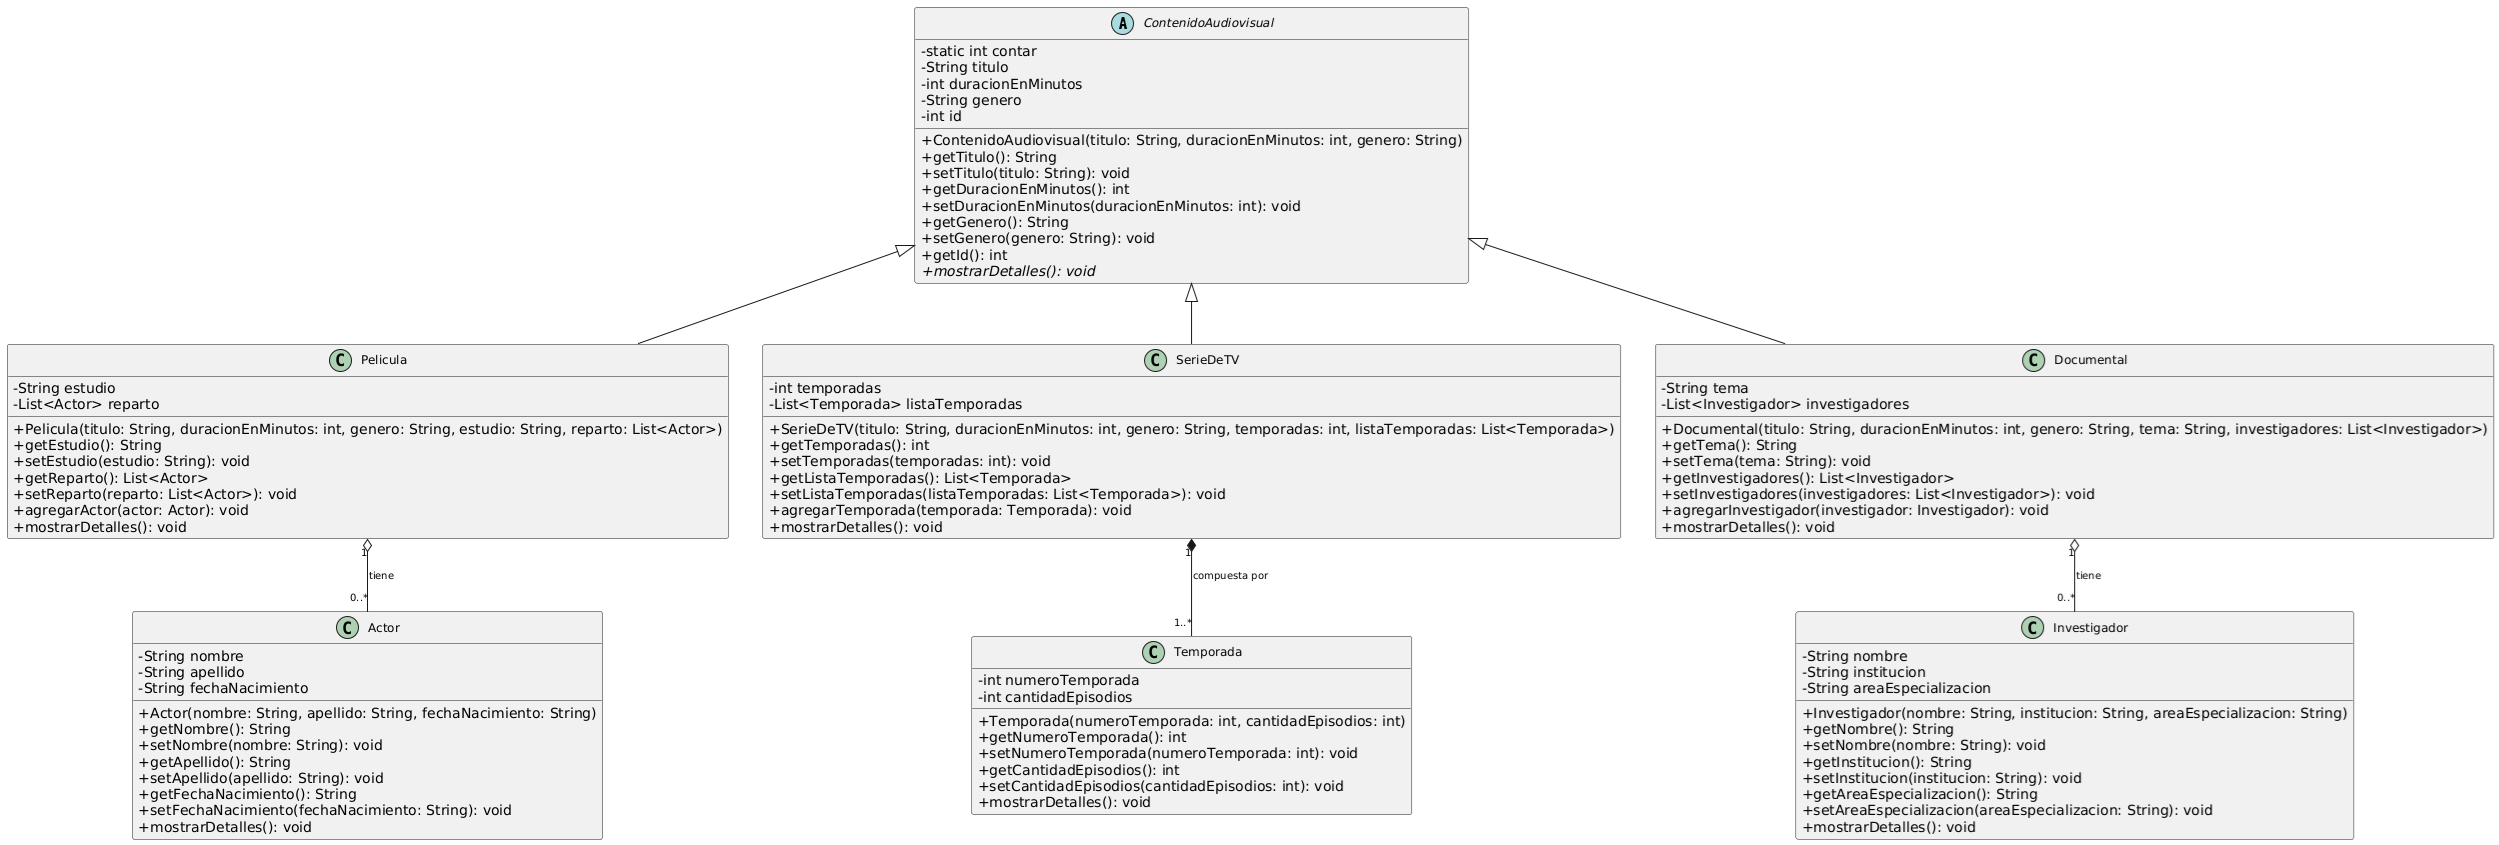 A ContenidoAudiovisual
-static int contar
-String titulo
-int duracionEnMinutos
-String genero
-int id
+ContenidoAudiovisual(titulo: String, duracionEnMinutos: int, genero: String)
+getTitulo(): String
+setTitulo(titulo: String): void
+getDuracionEnMinutos(): int
+setDuracionEnMinutos(duracionEnMinutos: int): void
+getGenero(): String
+setGenero(genero: String): void
+getId(): int
+mostrarDetalles(): void
C Pelicula
-String estudio
-List<Actor> reparto
+Pelicula(titulo: String, duracionEnMinutos: int, genero: String, estudio: String, reparto: List<Actor>)
+getEstudio(): String
+setEstudio(estudio: String): void
+getReparto(): List<Actor>
+setReparto(reparto: List<Actor>): void
+agregarActor(actor: Actor): void
+mostrarDetalles(): void
C SerieDeTV
-int temporadas
-List<Temporada> listaTemporadas
+SerieDeTV(titulo: String, duracionEnMinutos: int, genero: String, temporadas: int, listaTemporadas: List<Temporada>)
+getTemporadas(): int
+setTemporadas(temporadas: int): void
+getListaTemporadas(): List<Temporada>
+setListaTemporadas(listaTemporadas: List<Temporada>): void
+agregarTemporada(temporada: Temporada): void
+mostrarDetalles(): void
C Documental
-String tema
-List<Investigador> investigadores
+Documental(titulo: String, duracionEnMinutos: int, genero: String, tema: String, investigadores: List<Investigador>)
+getTema(): String
+setTema(tema: String): void
+getInvestigadores(): List<Investigador>
+setInvestigadores(investigadores: List<Investigador>): void
+agregarInvestigador(investigador: Investigador): void
+mostrarDetalles(): void
1
tiene
0..*
1
compuesta por
1..*
1
tiene
0..*
C Actor
-String nombre
-String apellido
-String fechaNacimiento
+Actor(nombre: String, apellido: String, fechaNacimiento: String)
+getNombre(): String
+setNombre(nombre: String): void
+getApellido(): String
+setApellido(apellido: String): void
+getFechaNacimiento(): String
+setFechaNacimiento(fechaNacimiento: String): void
+mostrarDetalles(): void
C Temporada
-int numeroTemporada
-int cantidadEpisodios
+Temporada(numeroTemporada: int, cantidadEpisodios: int)
+getNumeroTemporada(): int
+setNumeroTemporada(numeroTemporada: int): void
+getCantidadEpisodios(): int
+setCantidadEpisodios(cantidadEpisodios: int): void
+mostrarDetalles(): void
C Investigador
-String nombre
-String institucion
-String areaEspecializacion
+Investigador(nombre: String, institucion: String, areaEspecializacion: String)
+getNombre(): String
+setNombre(nombre: String): void
+getInstitucion(): String
+setInstitucion(institucion: String): void
+getAreaEspecializacion(): String
+setAreaEspecializacion(areaEspecializacion: String): void
+mostrarDetalles(): void